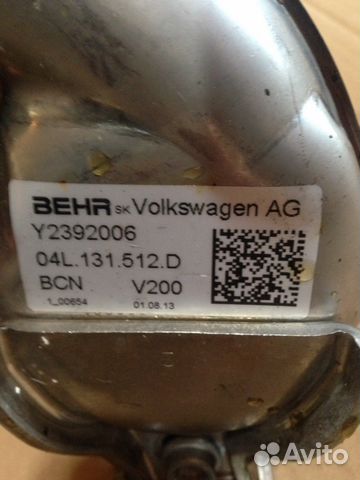 BEHR SK Volkswagen AG
Y2392006
04L.131.512.D
BCN V200
1_00654 01.08.13
Avito